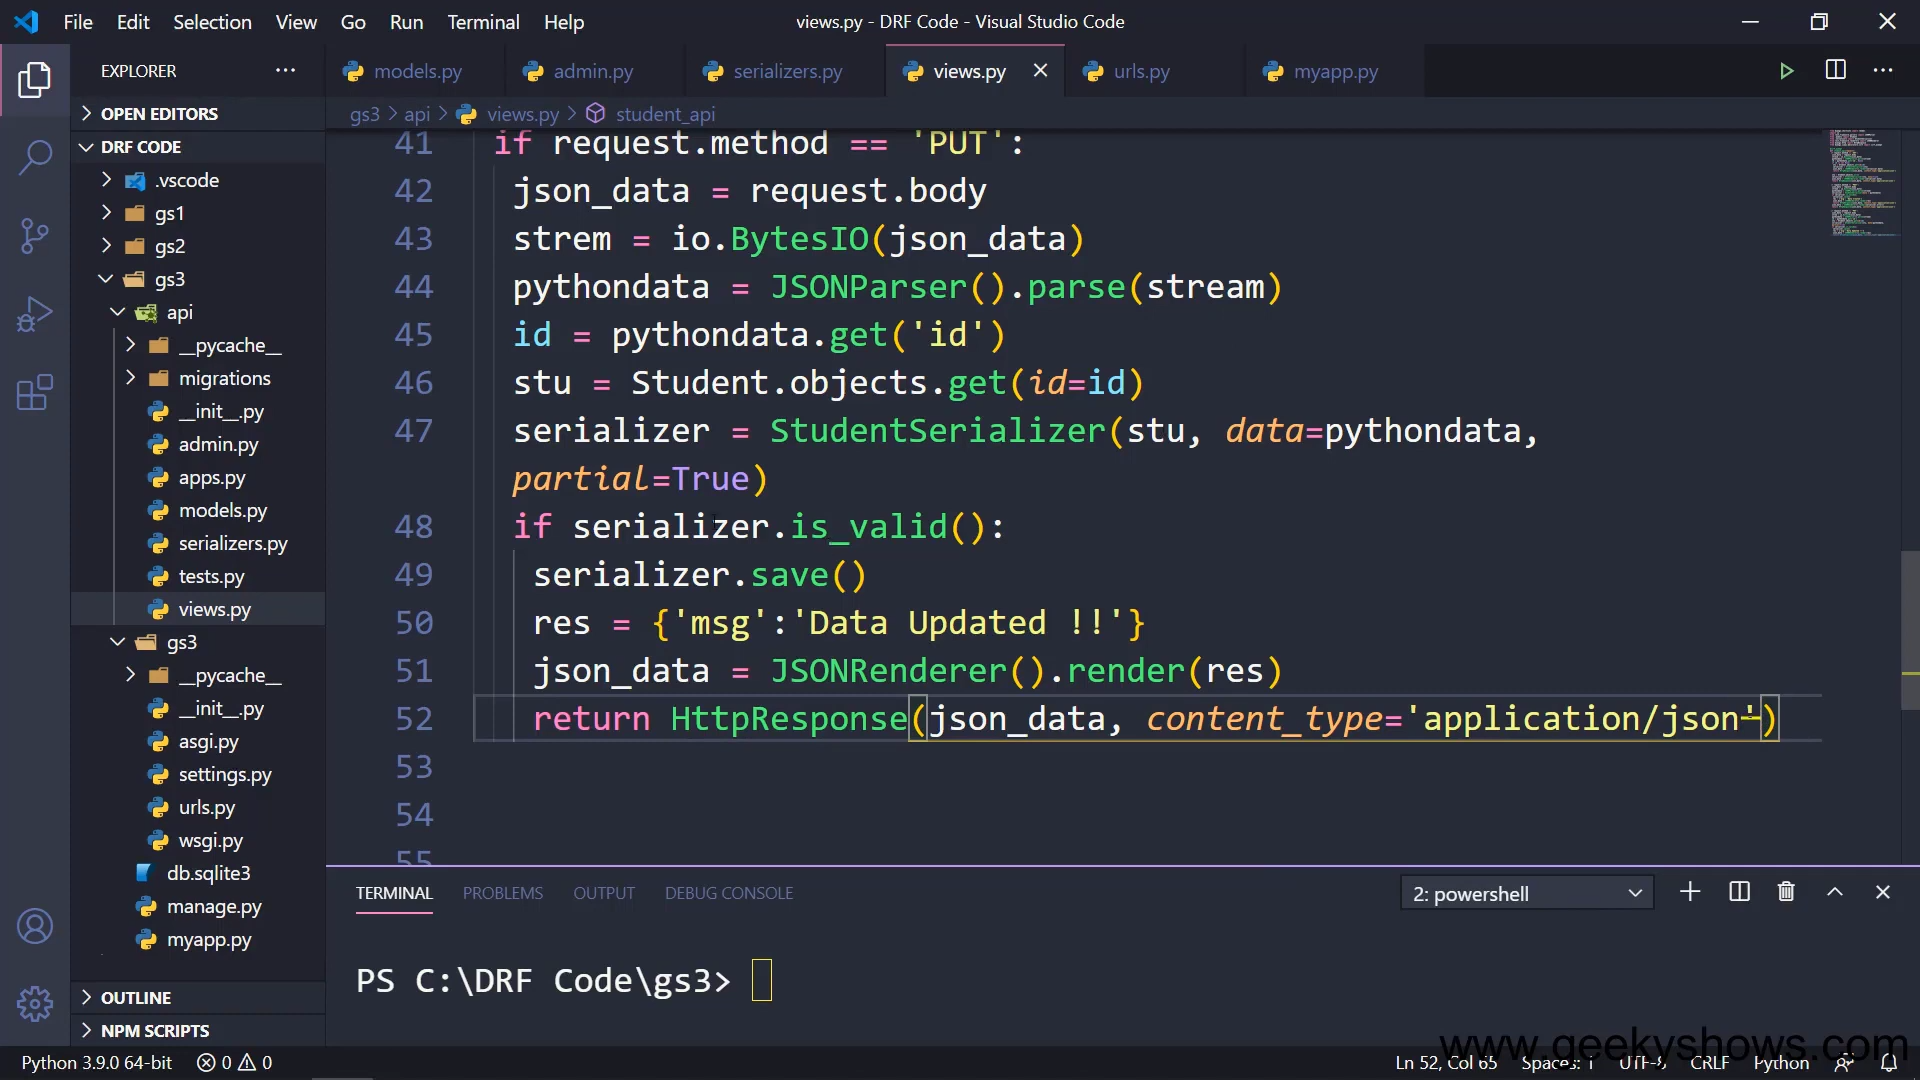 File Edit Selection View Go Run Terminal Help
views.py - DRF Code - Visual Studio Code
EXPLORER
models.py admin.py serializers.py views.py urls.py myapp.py
OPEN EDITORS
gs3 > api > views.py > student_api
DRF CODE
.vscode
gs1
gs2
gs3
api
__pycache__
migrations
__init__.py
admin.py
apps.py
models.py
serializers.py
tests.py
views.py
gs3
__pycache__
__init__.py
asgi.py
settings.py
urls.py
wsgi.py
db.sqlite3
manage.py
myapp.py
OUTLINE
NPM SCRIPTS
41 if request.method == 'PUT':
42 json_data = request.body
43 strem = io.BytesIO(json_data)
44 pythondata = JSONParser().parse(stream)
45 id = pythondata.get('id')
46 stu = Student.objects.get(id=id)
47 serializer = StudentSerializer(stu, data=pythondata,
partial=True)
48 if serializer.is_valid():
49 serializer.save()
50 res = {'msg':'Data Updated !!'}
51 json_data = JSONRenderer().render(res)
52 return HttpResponse(json_data, content_type='application/json')
53
54
55
TERMINAL PROBLEMS OUTPUT DEBUG CONSOLE
2: powershell
PS C:\DRF Code\gs3>
www.geekyshows.com
Python 3.9.0 64-bit 0 0
Ln 52, Col 65 Spaces: 1 UTF-8 CRLF Python